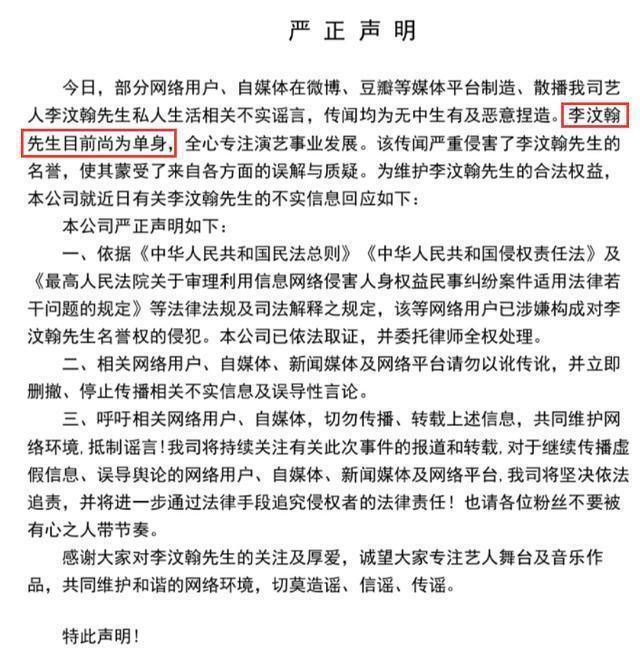 严正声明
今日，部分网络用户、自媒体在微博、豆瓣等媒体平台制造、散播我司艺
人李汶翰先生私人生活相关不实谣言，传闻均为无中生有及恶意捏造。李汶翰
先生目前尚为单身，全心专注演艺事业发展。该传闻严重侵害了李汶翰先生的
名誉，使其蒙受了来自各方面的误解与质疑。为维护李汶翰先生的合法权益，
本公司就近日有关李汶翰先生的不实信息回应如下：
本公司严正声明如下：
一、依据《中华人民共和国民法总则》《中华人民共和国侵权责任法》及
《最高人民法院关于审理利用信息网络侵害人身权益民事纠纷案件适用法律若
干问题的规定》等法律法规及司法解释之规定，该等网络用户已涉嫌构成对李
汶翰先生名誉权的侵犯。本公司已依法取证，并委托律师全权处理。
二、相关网络用户、自媒体、新闻媒体及网络平台请勿以讹传讹，并立即
删撤、停止传播相关不实信息及误导性言论。
三、呼吁相关网络用户、自媒体，切勿传播、转载上述信息，共同维护网
络环境,抵制谣言!我司将持续关注有关此次事件的报道和转载,对于继续传播虚
假信息、误导舆论的网络用户、自媒体、新闻媒体及网络平台,我司将坚决依法
追责，并将进一步通过法律手段追究侵权者的法律责任！也请各位粉丝不要被
有心之人带节奏。
感谢大家对李汶翰先生的关注及厚爱，诚望大家专注艺人舞台及音乐作
品，共同维护和谐的网络环境，切莫造谣、信谣、传谣。
特此声明！